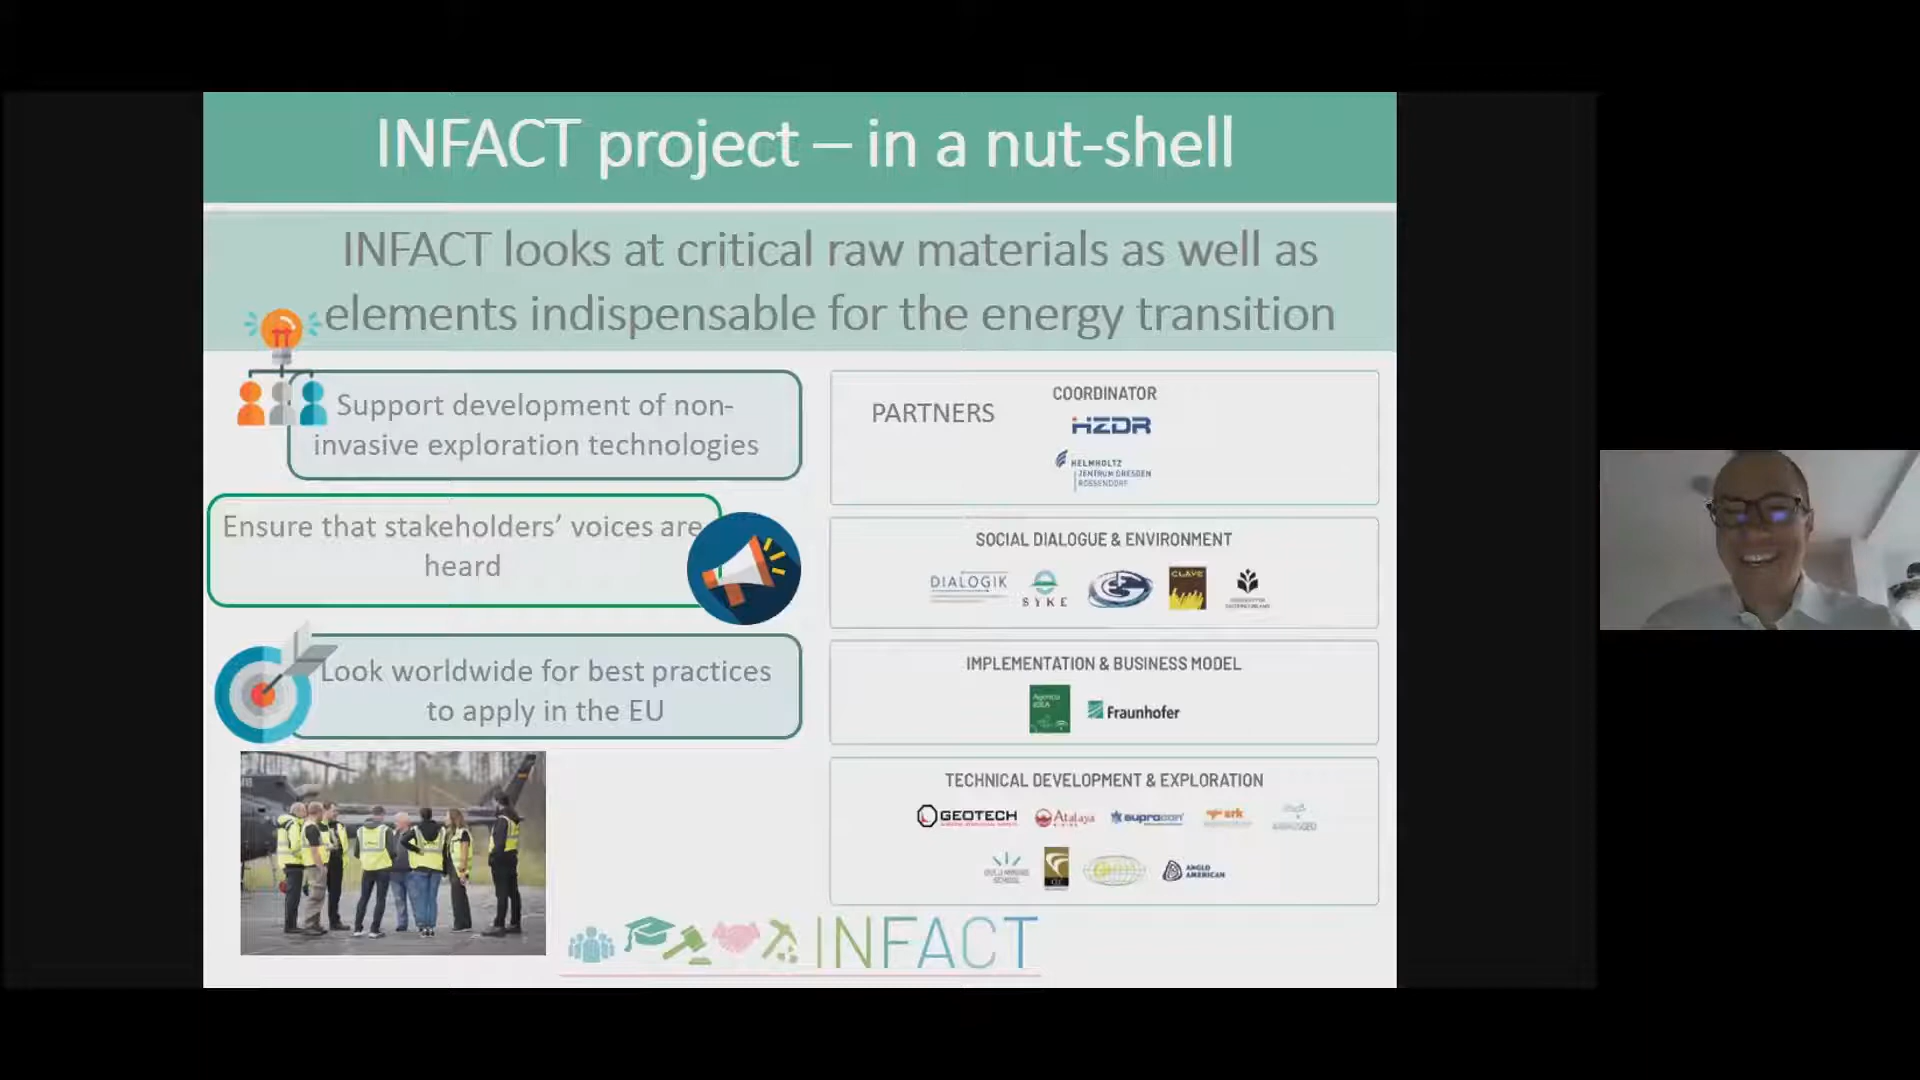 INFACT project – in a nut-shell
INFACT looks at critical raw materials as well as
elements indispensable for the energy transition
Support development of non-
invasive exploration technologies
Ensure that stakeholders’ voices are
heard
Look worldwide for best practices
to apply in the EU
PARTNERS
COORDINATOR
HZDR
HELMHOLTZ
ZENTRUM DRESDEN
ROSSENDORF
SOCIAL DIALOGUE & ENVIRONMENT
DIALOGIK
SYKE
CLAVE
IMPLEMENTATION & BUSINESS MODEL
Agencia
IDEA
Fraunhofer
TECHNICAL DEVELOPMENT & EXPLORATION
GEOTECH
Atalaya
MINING
supracon
SRK
ANGLO
AMERICAN
INFACT